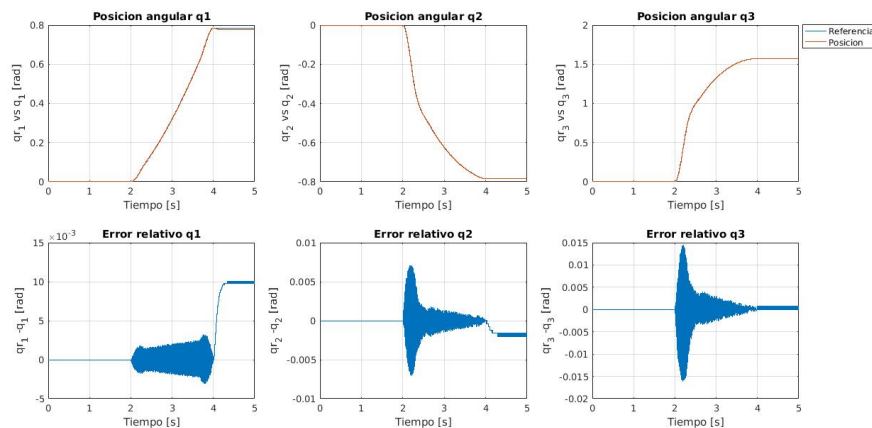 Posicion angular q1
qr1 vs q1 [rad]
0.8
0.6
0.4
0.2
0
0 1 2 3 4 5
Tiempo [s]
Posicion angular q2
qr2 vs q2 [rad]
0
-0.2
-0.4
-0.6
-0.8
0 1 2 3 4 5
Tiempo [s]
Posicion angular q3
qr3 vs q3 [rad]
3
2
1
0
0 1 2 3 4 5
Tiempo [s]
Referencia
Posicion
Error relativo q1
×10-3
qr1 -q1 [rad]
15
10
5
0
-5
0 1 2 3 4 5
Tiempo [s]
Error relativo q2
qr2 -q2 [rad]
0.01
0.005
0
-0.005
-0.01
0 1 2 3 4 5
Tiempo [s]
Error relativo q3
qr3 -q3 [rad]
0.015
0.01
0.005
0
-0.005
-0.01
-0.015
-0.02
0 1 2 3 4 5
Tiempo [s]